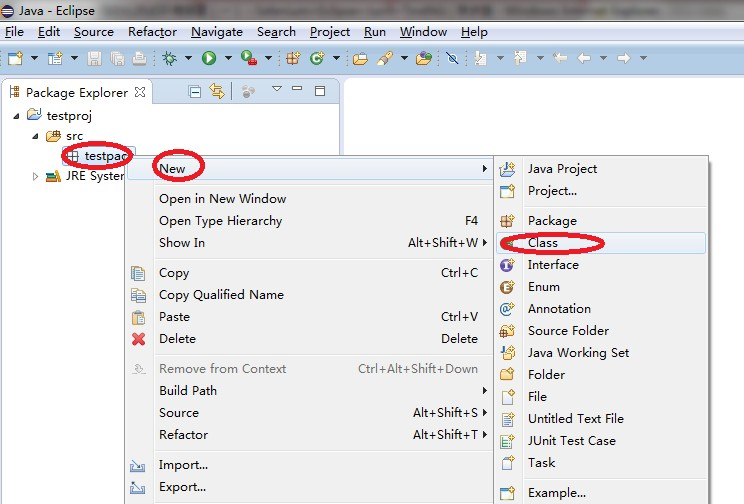 Java - Eclipse
File Edit Source Refactor Navigate Search Project Run Window Help
Package Explorer
testproj
src
testpac
JRE System
New
Open in New Window
Open Type Hierarchy F4
Show In Alt+Shift+W
Copy Ctrl+C
Copy Qualified Name
Paste Ctrl+V
Delete Delete
Remove from Context Ctrl+Alt+Shift+Down
Build Path
Source Alt+Shift+S
Refactor Alt+Shift+T
Import...
Export...
Java Project
Project...
Package
Class
Interface
Enum
Annotation
Source Folder
Java Working Set
Folder
File
Untitled Text File
JUnit Test Case
Task
Example...